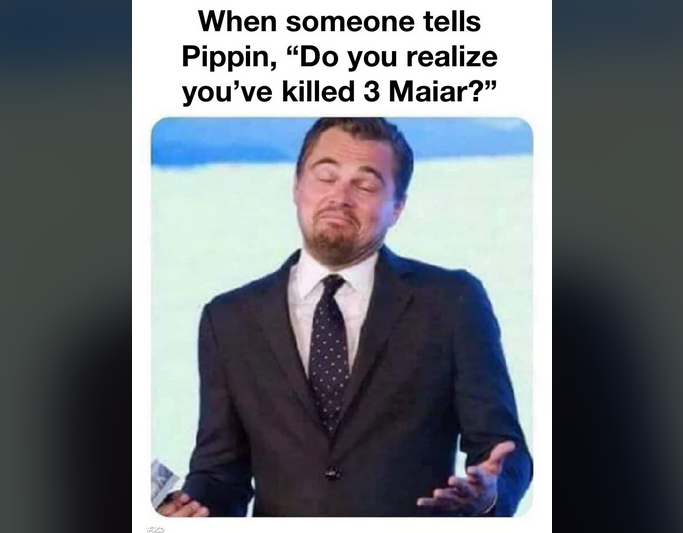 When someone tells
Pippin, “Do you realize
you’ve killed 3 Maiar?”